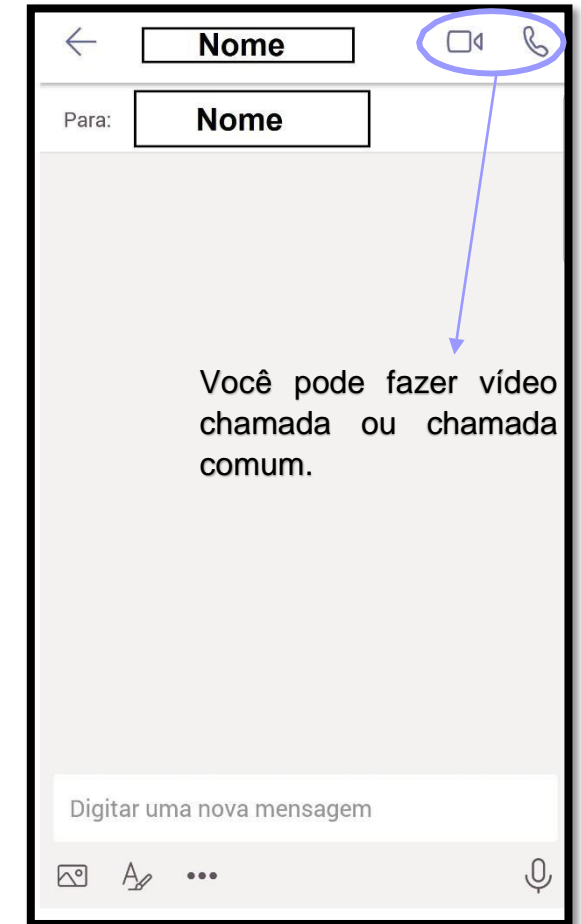 Nome
Para: Nome
Você pode fazer vídeo
chamada ou chamada
comum.
Digitar uma nova mensagem